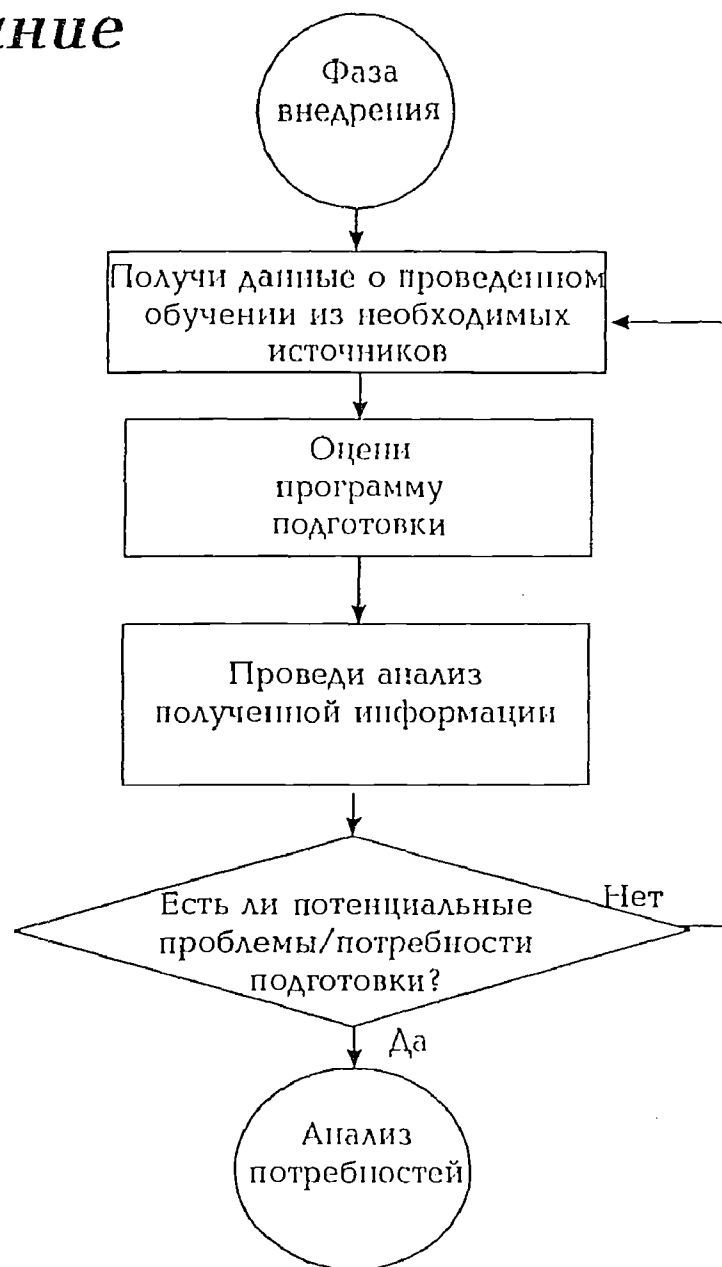 ание
Фаза
внедрения
Получи данные о проведенном
обучении из необходимых
источников
Оцени
программу
подготовки
Проведи анализ
полученной информации
Есть ли потенциальные
проблемы/потребности
подготовки?
Нет
Да
Анализ
потребностей